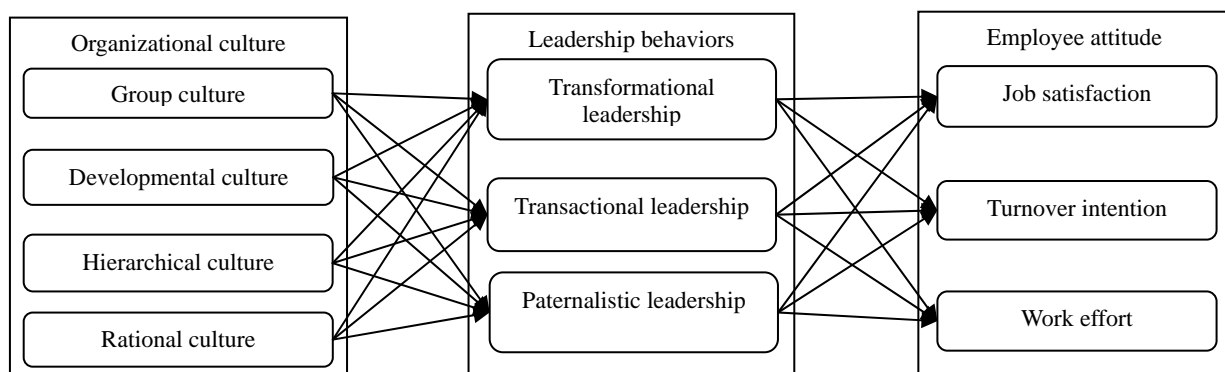 Organizational culture
Group culture
Developmental culture
Hierarchical culture
Rational culture
Leadership behaviors
Transformational
leadership
Transactional leadership
Paternalistic leadership
Employee attitude
Job satisfaction
Turnover intention
Work effort